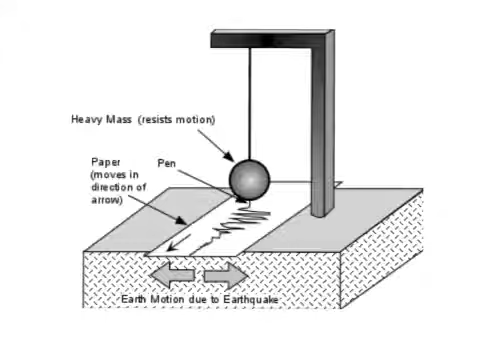 Heavy Mass (resists motion)
Paper
(moves in
direction of
arrow)
Pen
Earth Motion due to Earthquake